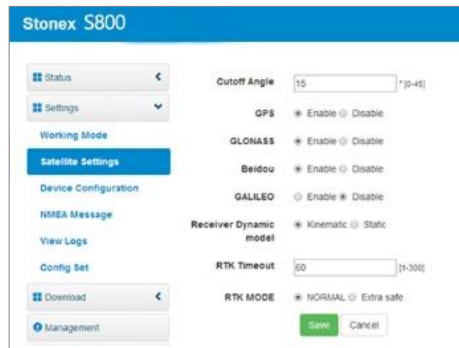 Stonex S800
Status
Settings
Working Mode
Satellite Settings
Device Configuration
NMEA Message
View Logs
Config Set
Download
Management
Cutoff Angle 15 * [0-45]
GPS Enable Disable
GLONASS Enable Disable
Beidou Enable Disable
GALILEO Enable Disable
Receiver Dynamic
model Kinematic Static
RTK Timeout 60 [1-300]
RTK MODE NORMAL Extra safe
Save Cancel